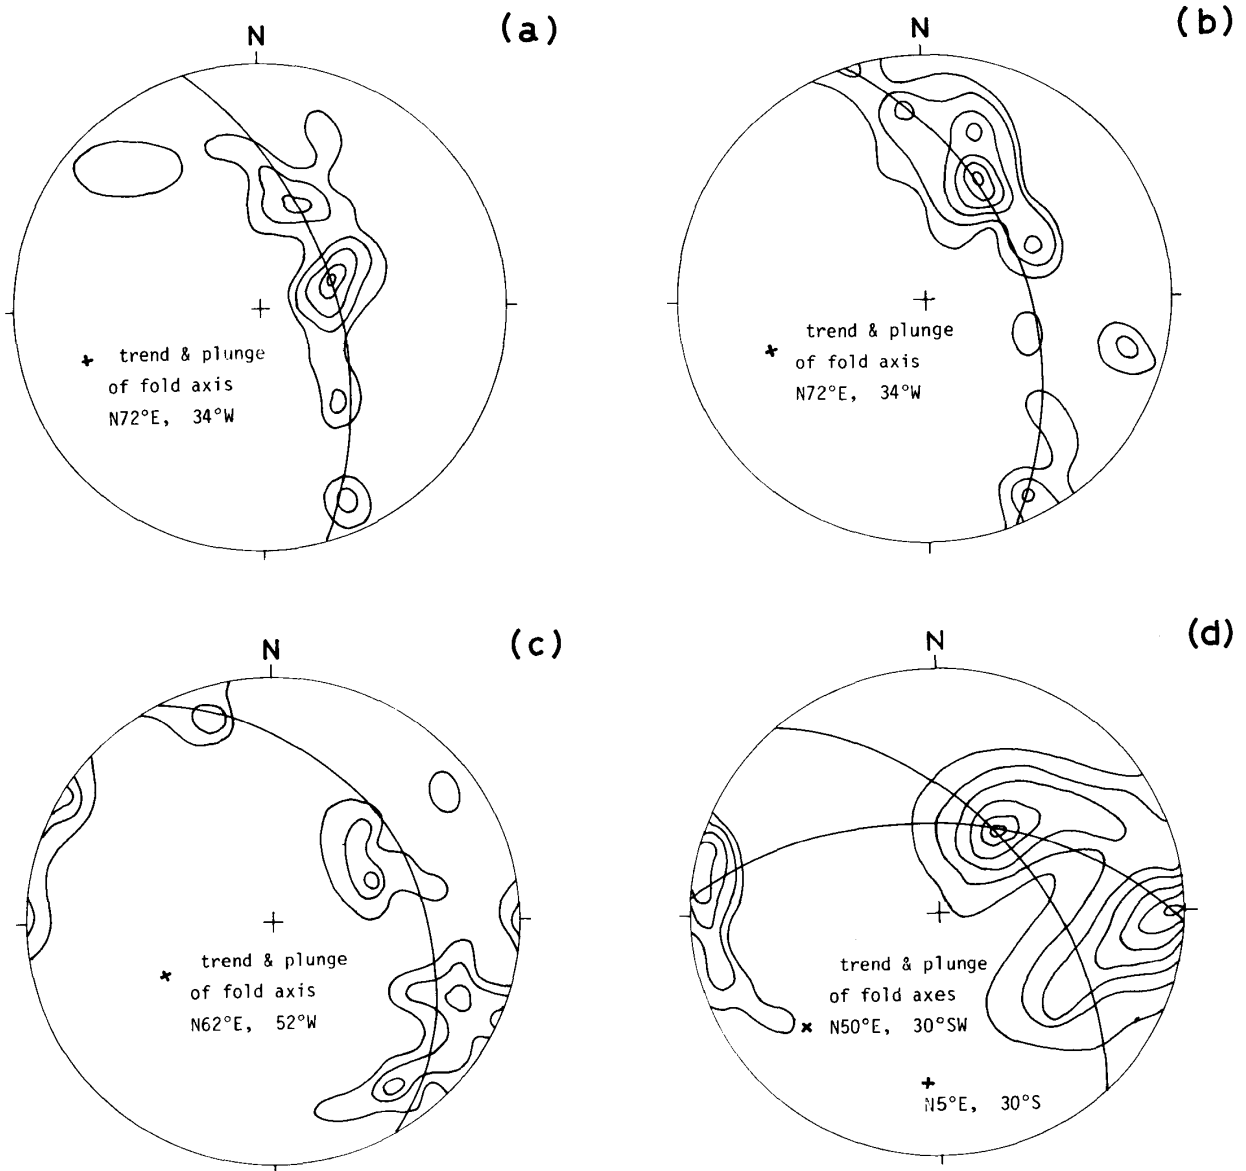 (a)
N
trend & plunge
of fold axis
N72°E, 34°W
(b)
N
trend & plunge
of fold axis
N72°E, 34°W
(c)
N
trend & plunge
of fold axis
N62°E, 52°W
(d)
N
trend & plunge
of fold axes
N50°E, 30°SW
N5°E, 30°S